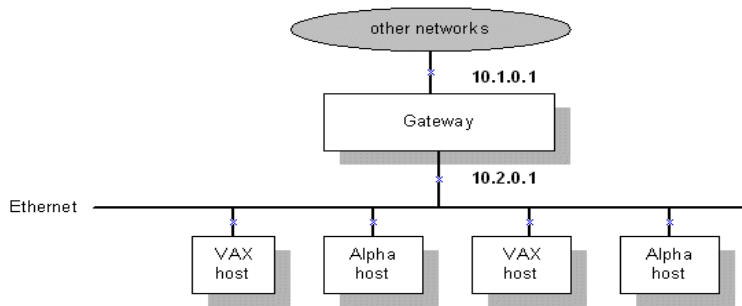 other networks
10.1.0.1
Gateway
10.2.0.1
Ethernet
VAX
host
Alpha
host
VAX
host
Alpha
host